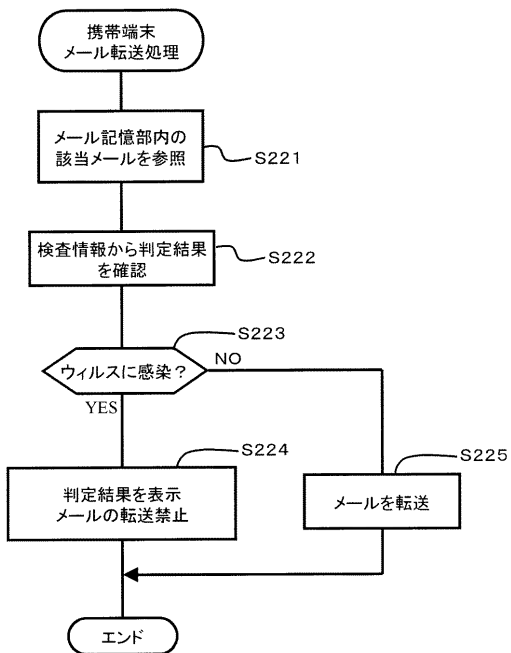 携帯端末
メール転送処理
メール記憶部内の
該当メールを参照
S221
検査情報から判定結果
を確認
S222
S223
ウィルスに感染？
NO
YES
S224
判定結果を表示
メールの転送禁止
S225
メールを転送
エンド